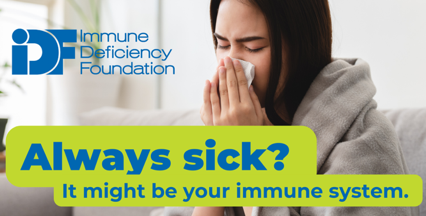 IDF
Immune
Deficiency
Foundation
Always sick?
It might be your immune system.